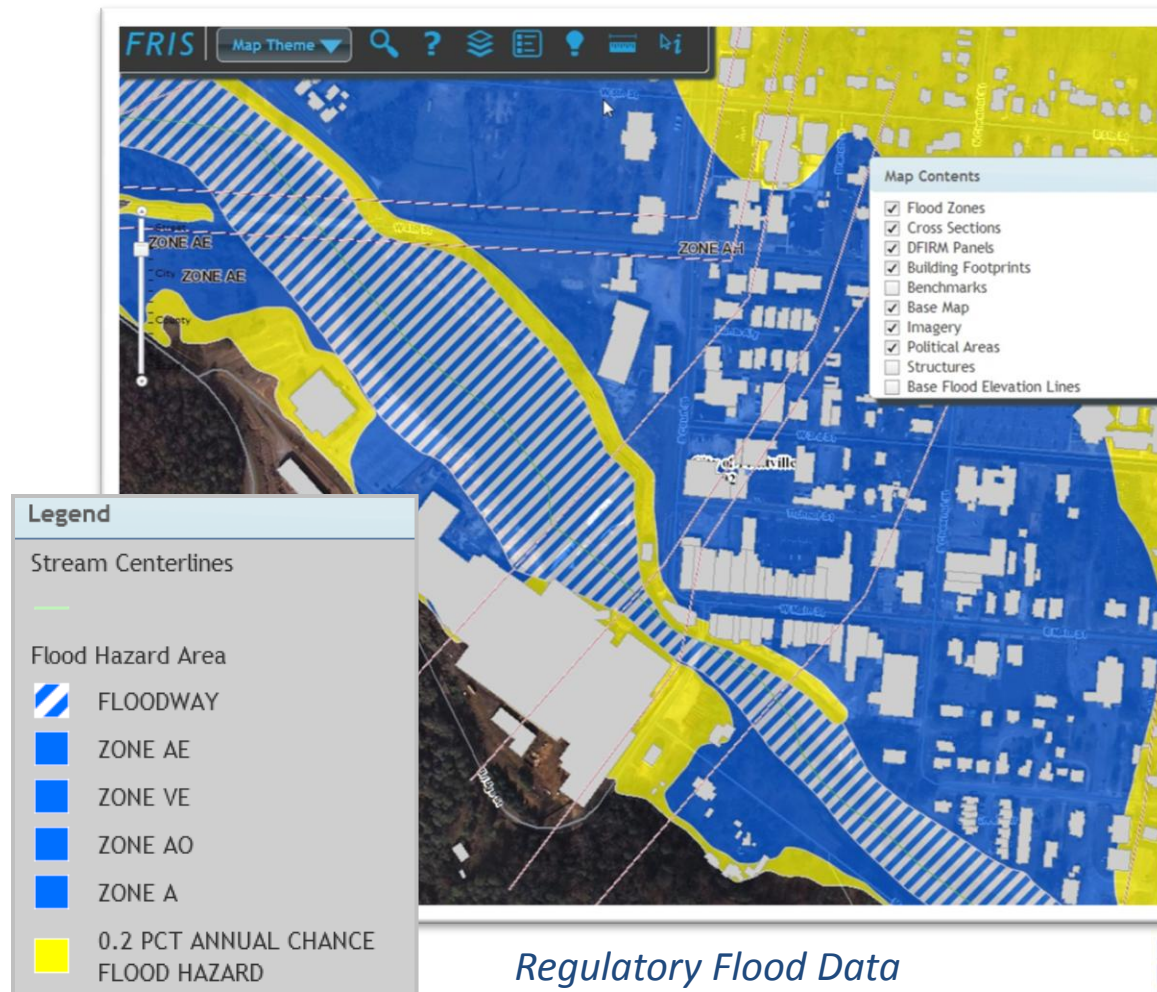 FRIS
Map Theme
?
i
Map Contents
Flood Zones
Cross Sections
DFIRM Panels
Building Footprints
Benchmarks
Base Map
Imagery
Political Areas
Structures
Base Flood Elevation Lines
ZONE AE
ZONE AE
City
County
ZONE AH
W Main St
Legend
Stream Centerlines
Flood Hazard Area
FLOODWAY
ZONE AE
ZONE VE
ZONE AO
ZONE A
0.2 PCT ANNUAL CHANCE
FLOOD HAZARD
Regulatory Flood Data